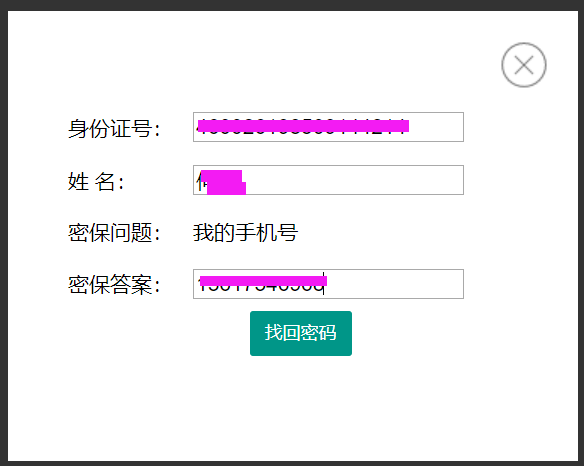 身份证号：
姓 名：
密保问题： 我的手机号
密保答案：
找回密码